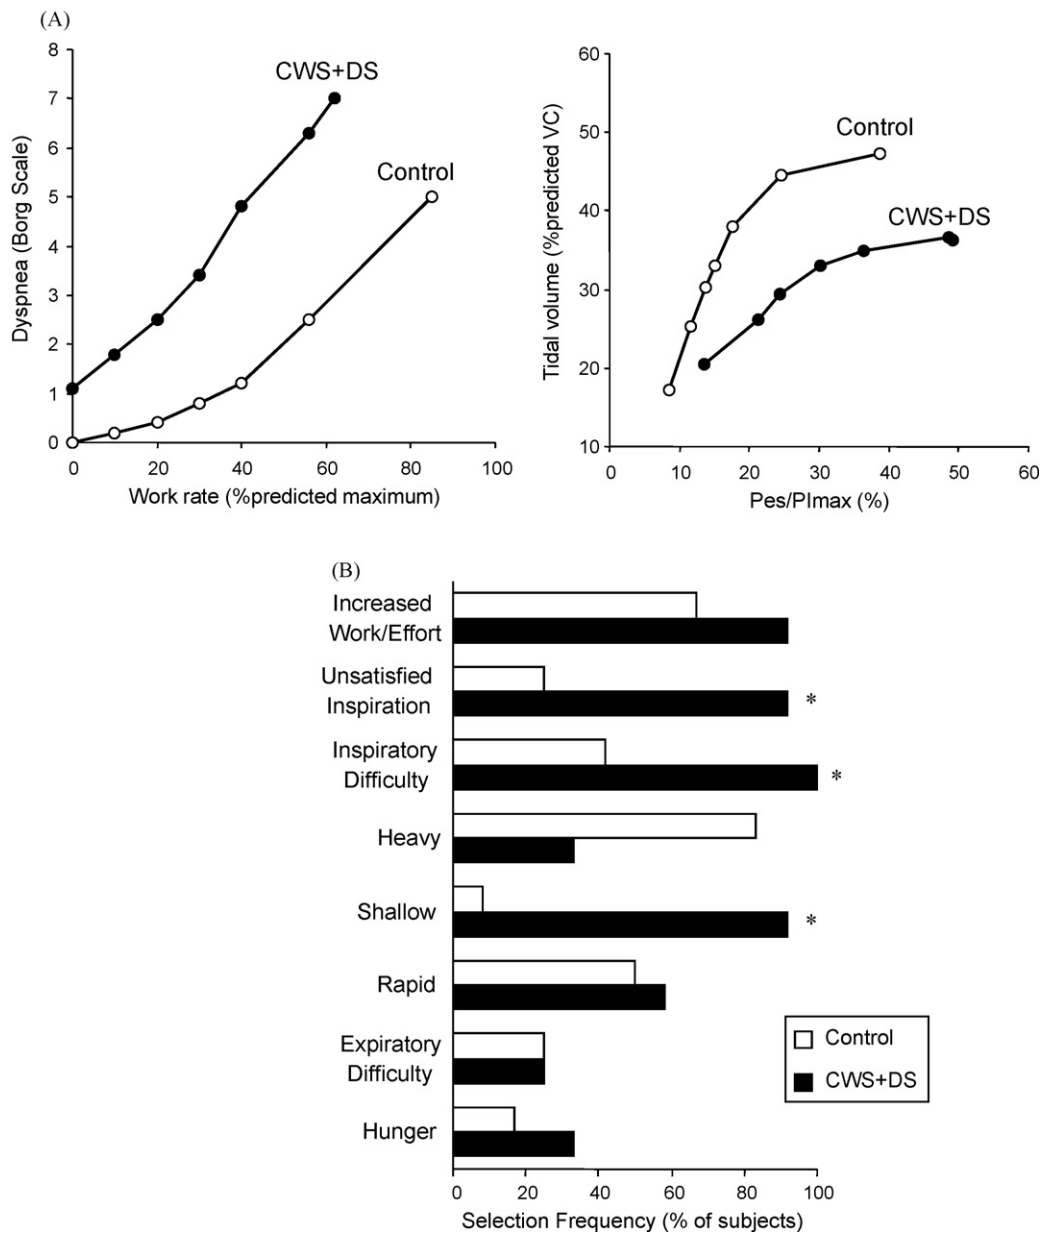 (A)
8
7
6
5
4
3
2
1
0
Dyspnea (Borg Scale)
CWS+DS
Control
0 20 40 60 80 100
Work rate (%predicted maximum)
60
50
40
30
20
10
Tidal volume (%predicted VC)
Control
CWS+DS
0 10 20 30 40 50 60
Pes/PImax (%)
(B)
Increased
Work/Effort
Unsatisfied
Inspiration
*
Inspiratory
Difficulty
*
Heavy
Shallow
*
Rapid
Expiratory
Difficulty
Hunger
Control
CWS+DS
0 20 40 60 80 100
Selection Frequency (% of subjects)